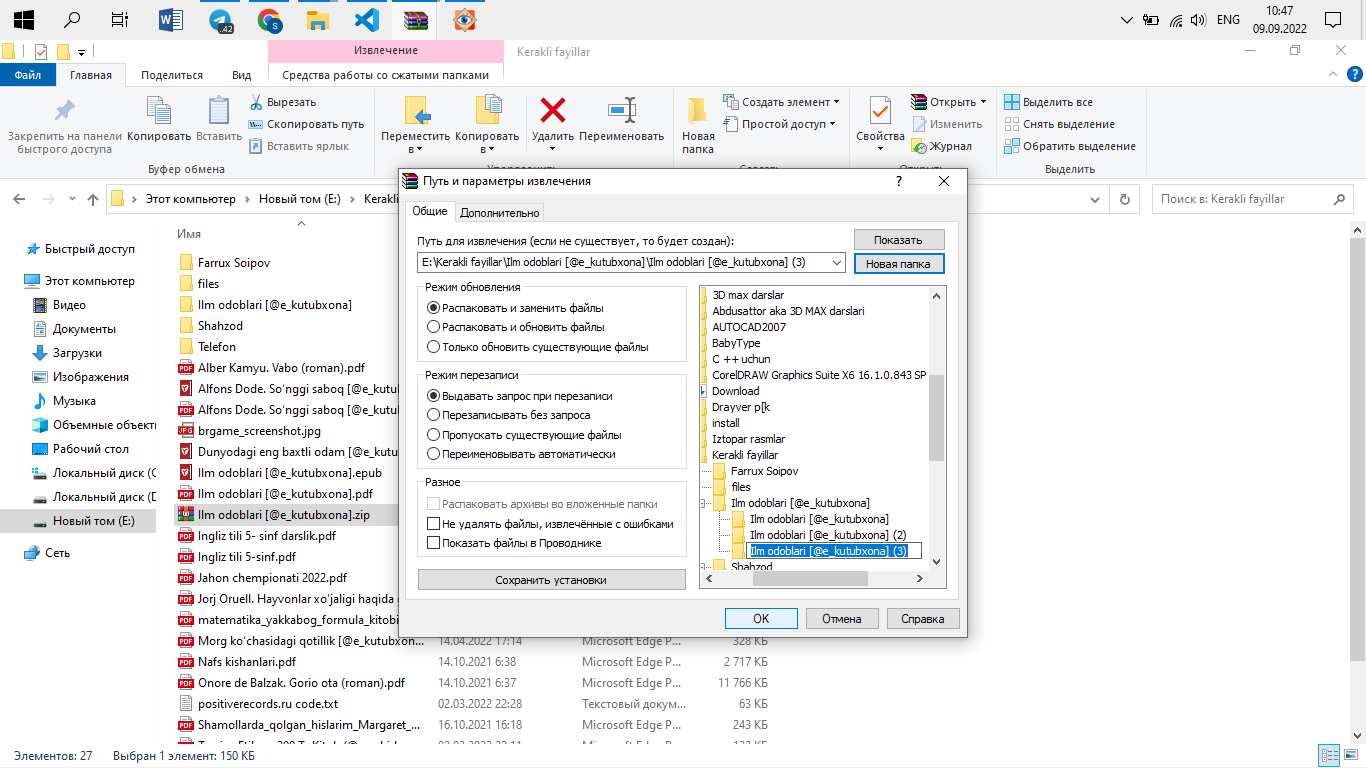 42
S
ENG
10:47
09.09.2022
Извлечение
Kerakli fayillar
Файл
Главная
Поделиться
Вид
Средства работы со сжатыми папками
Закрепить на панели
быстрого доступа
Копировать
Вставить
Вырезать
Скопировать путь
Вставить ярлык
Буфер обмена
Переместить
в
Копировать
в
Удалить
Переименовать
Новая
папка
Создать элемент
Простой доступ
Свойства
Открыть
Изменить
Журнал
Выделить все
Снять выделение
Обратить выделение
Выделить
Этот компьютер
Новый том (E:)
Kerakli
Поиск в: Kerakli fayillar
Быстрый доступ
Этот компьютер
Видео
Документы
Загрузки
Изображения
Музыка
Объемные объекты
Рабочий стол
Локальный диск (C
Локальный диск (D
Новый том (E:)
Сеть
Имя
Farrux Soipov
files
Ilm odoblari [@e_kutubxona]
Shahzod
Telefon
Alber Kamyu. Vabo (roman).pdf
Alfons Dode. So‘nggi saboq [@e_kutub
Alfons Dode. So‘nggi saboq [@e_kutub
brgame_screenshot.jpg
Dunyodagi eng baxtli odam [@e_kutu
Ilm odoblari [@e_kutubxona].epub
Ilm odoblari [@e_kutubxona].pdf
Ilm odoblari [@e_kutubxona].zip
Ingliz tili 5- sinf darslik.pdf
Ingliz tili 5-sinf.pdf
Jahon chempionati 2022.pdf
Jorj Oruell. Hayvonlar xo'jaligi haqida
matematika_yakkabog_formula_kitobi
Morg ko‘chasidagi qotillik [@e_kutubxon... 14.04.2022 17:14 Microsoft Edge P... 328 КБ
Nafs kishanlari.pdf 14.10.2021 6:38 Microsoft Edge P... 2 717 КБ
Onore de Balzak. Gorio ota (roman).pdf 14.10.2021 6:37 Microsoft Edge P... 11 766 КБ
positiverecords.ru code.txt 02.03.2022 22:28 Текстовый докум... 63 КБ
Shamollarda_qolgan_hislarim_Margaret_... 16.10.2021 16:18 Microsoft Edge P... 243 КБ
Путь и параметры извлечения
Общие
Дополнительно
Путь для извлечения (если не существует, то будет создан):
E:\Kerakli fayillar\Ilm odoblari [@e_kutubxona]\Ilm odoblari [@e_kutubxona] (3)
Показать
Новая папка
Режим обновления
Распаковать и заменить файлы
Распаковать и обновить файлы
Только обновить существующие файлы
Режим перезаписи
Выдавать запрос при перезаписи
Перезаписывать без запроса
Пропускать существующие файлы
Переименовывать автоматически
Разное
Распаковать архивы во вложенные папки
Не удалять файлы, извлечённые с ошибками
Показать файлы в Проводнике
Сохранить установки
3D max darslar
Abdusattor aka 3D MAX darslari
AUTOCAD2007
BabyType
C ++ uchun
CorelDRAW Graphics Suite X6 16.1.0.843 SP
Download
Drayver p[k
install
Iztopar rasmlar
Kerakli fayillar
Farrux Soipov
files
Ilm odoblari [@e_kutubxona]
Ilm odoblari [@e_kutubxona]
Ilm odoblari [@e_kutubxona] (2)
Ilm odoblari [@e_kutubxona] (3)
Shahzod
OK
Отмена
Справка
Элементов: 27
Выбран 1 элемент: 150 КБ